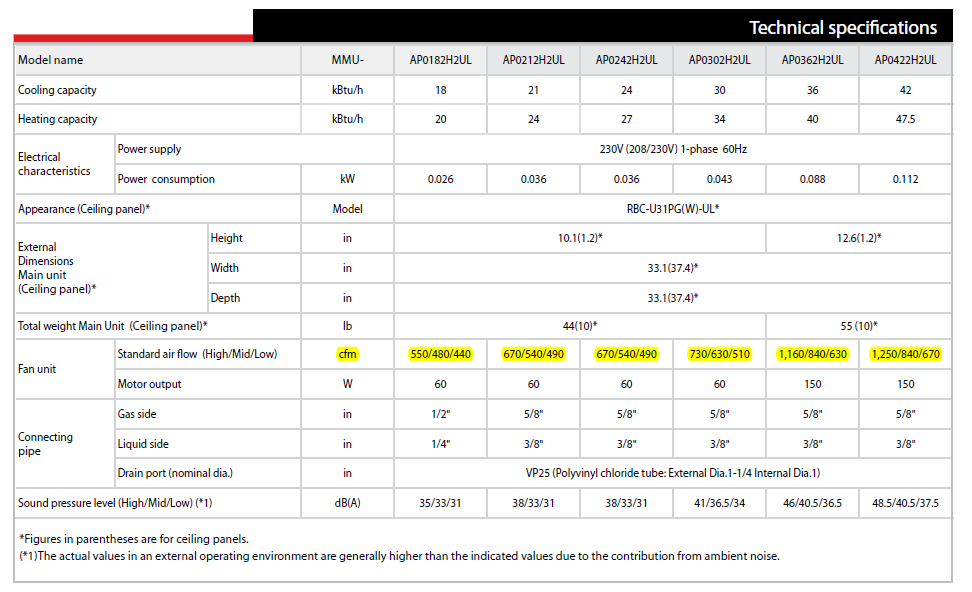 Technical specifications
Model name MMU- AP0182H2UL AP0212H2UL AP0242H2UL AP0302H2UL AP0362H2UL AP0422H2UL
Cooling capacity kBtu/h 18 21 24 30 36 42
Heating capacity kBtu/h 20 24 27 34 40 47.5
Electrical characteristics Power supply 230V (208/230V) 1-phase 60Hz
Power consumption kW 0.026 0.036 0.036 0.043 0.088 0.112
Appearance (Ceiling panel)* Model RBC-U31PG(W)-UL*
External
Dimensions
Main unit
(Ceiling panel)*
Height in 10.1(1.2)* 12.6(1.2)*
Width in 33.1(37.4)*
Depth in 33.1(37.4)*
Total weight Main Unit (Ceiling panel)* lb 44(10)* 55 (10)*
Fan unit Standard air flow (High/Mid/Low) cfm 550/480/440 670/540/490 670/540/490 730/630/510 1,160/840/630 1,250/840/670
Motor output W 60 60 60 60 150 150
Connecting pipe Gas side in 1/2" 5/8" 5/8" 5/8" 5/8" 5/8"
Liquid side in 1/4" 3/8" 3/8" 3/8" 3/8" 3/8"
Drain port (nominal dia.) in VP25 (Polyvinyl chloride tube: External Dia.1-1/4 Internal Dia.1)
Sound pressure level (High/Mid/Low) (*1) dB(A) 35/33/31 38/33/31 38/33/31 41/36.5/34 46/40.5/36.5 48.5/40.5/37.5
*Figures in parentheses are for ceiling panels.
(*1)The actual values in an external operating environment are generally higher than the indicated values due to the contribution from ambient noise.